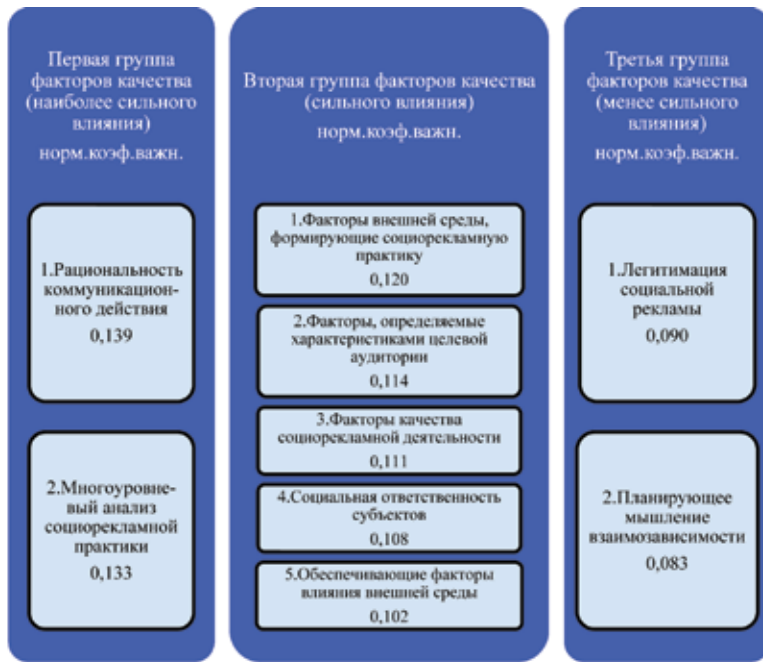 Первая группа
факторов качества
(наиболее сильного
влияния)
норм.коэф.важн.
1.Рациональность
коммуникацион-
ного действия
0,139
2.Многоуровне-
вый анализ
социорекламной
практики
0,133
Вторая группа факторов качества
(сильного влияния)
норм.коэф.важн.
1.Факторы внешней среды,
формирующие социорекламную
практику
0,120
2.Факторы, определяемые
характеристиками целевой
аудитории
0,114
3.Факторы качества
социорекламной деятельности
0,111
4.Социальная ответственность
субъектов
0,108
5.Обеспечивающие факторы
влияния внешней среды
0,102
Третья группа
факторов качества
(менее сильного
влияния)
норм.коэф.важн.
1.Легитимация
социальной
рекламы
0,090
2.Планирующее
мышление
взаимозависимости
0,083